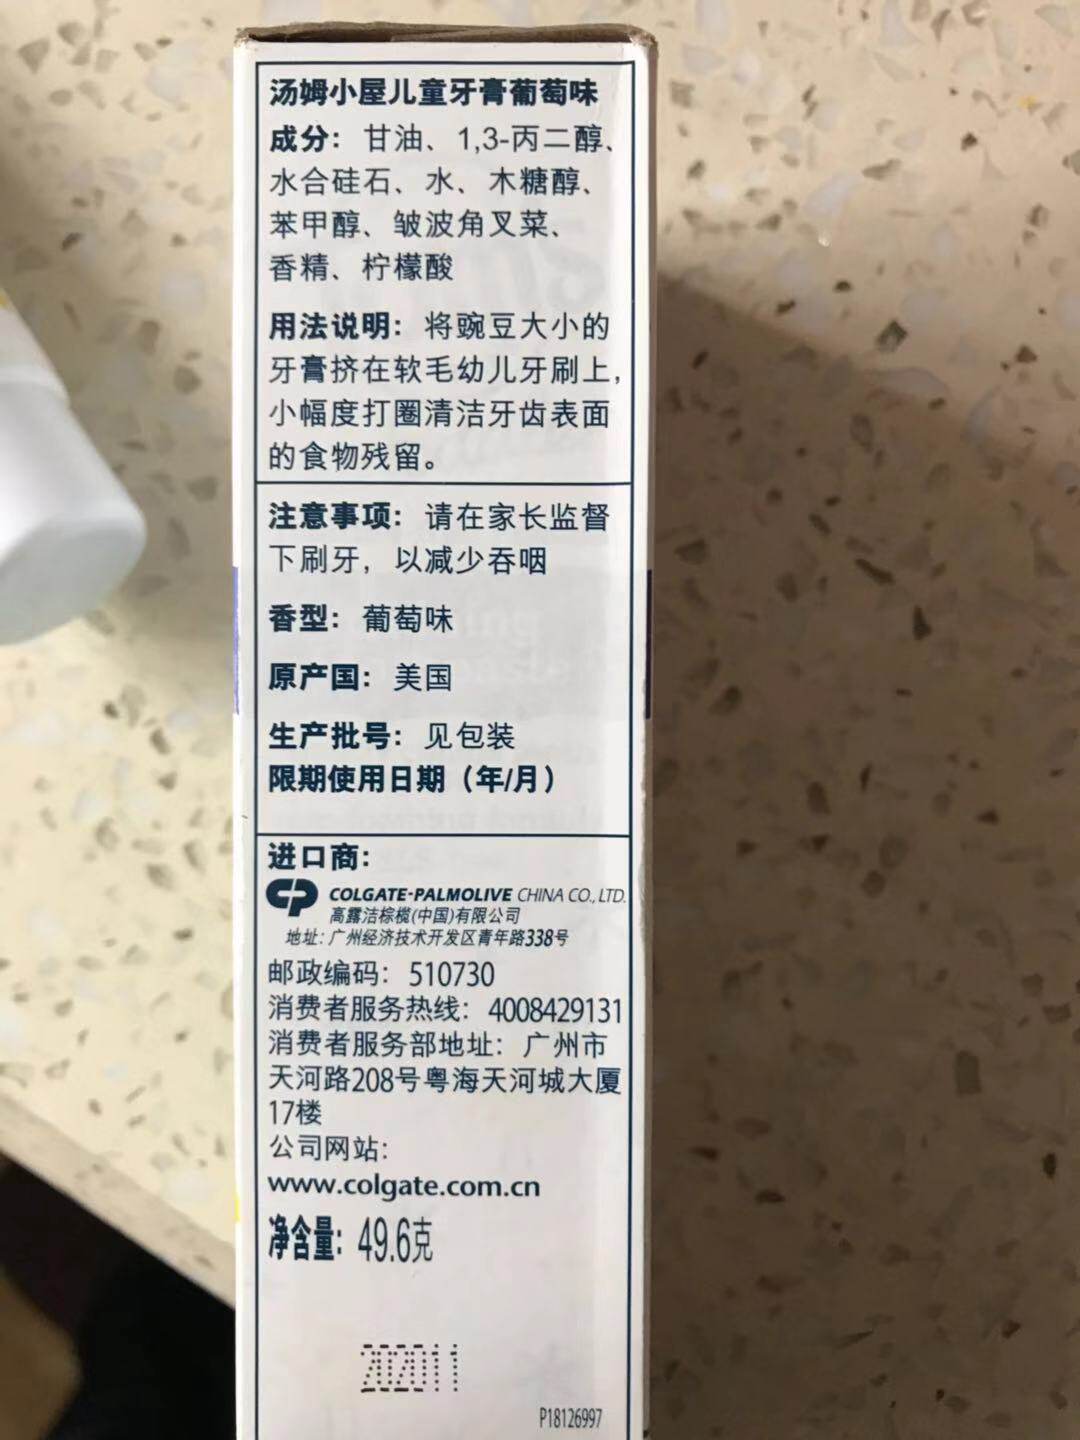 汤姆小屋儿童牙膏葡萄味
成分：甘油、1,3-丙二醇、
水合硅石、水、木糖醇、
苯甲醇、皱波角叉菜、
香精、柠檬酸
用法说明：将豌豆大小的
牙膏挤在软毛幼儿牙刷上，
小幅度打圈清洁牙齿表面
的食物残留。
注意事项：请在家长监督
下刷牙，以减少吞咽
香型：葡萄味
原产国：美国
生产批号：见包装
限期使用日期（年/月）
进口商：
CP COLGATE-PALMOLIVE CHINA CO., LTD.
高露洁棕榄(中国)有限公司
地址：广州经济技术开发区青年路338号
邮政编码：510730
消费者服务热线：4008429131
消费者服务部地址：广州市
天河路208号粤海天河城大厦
17楼
公司网站：
www.colgate.com.cn
净含量：49.6克
202011
P18126997